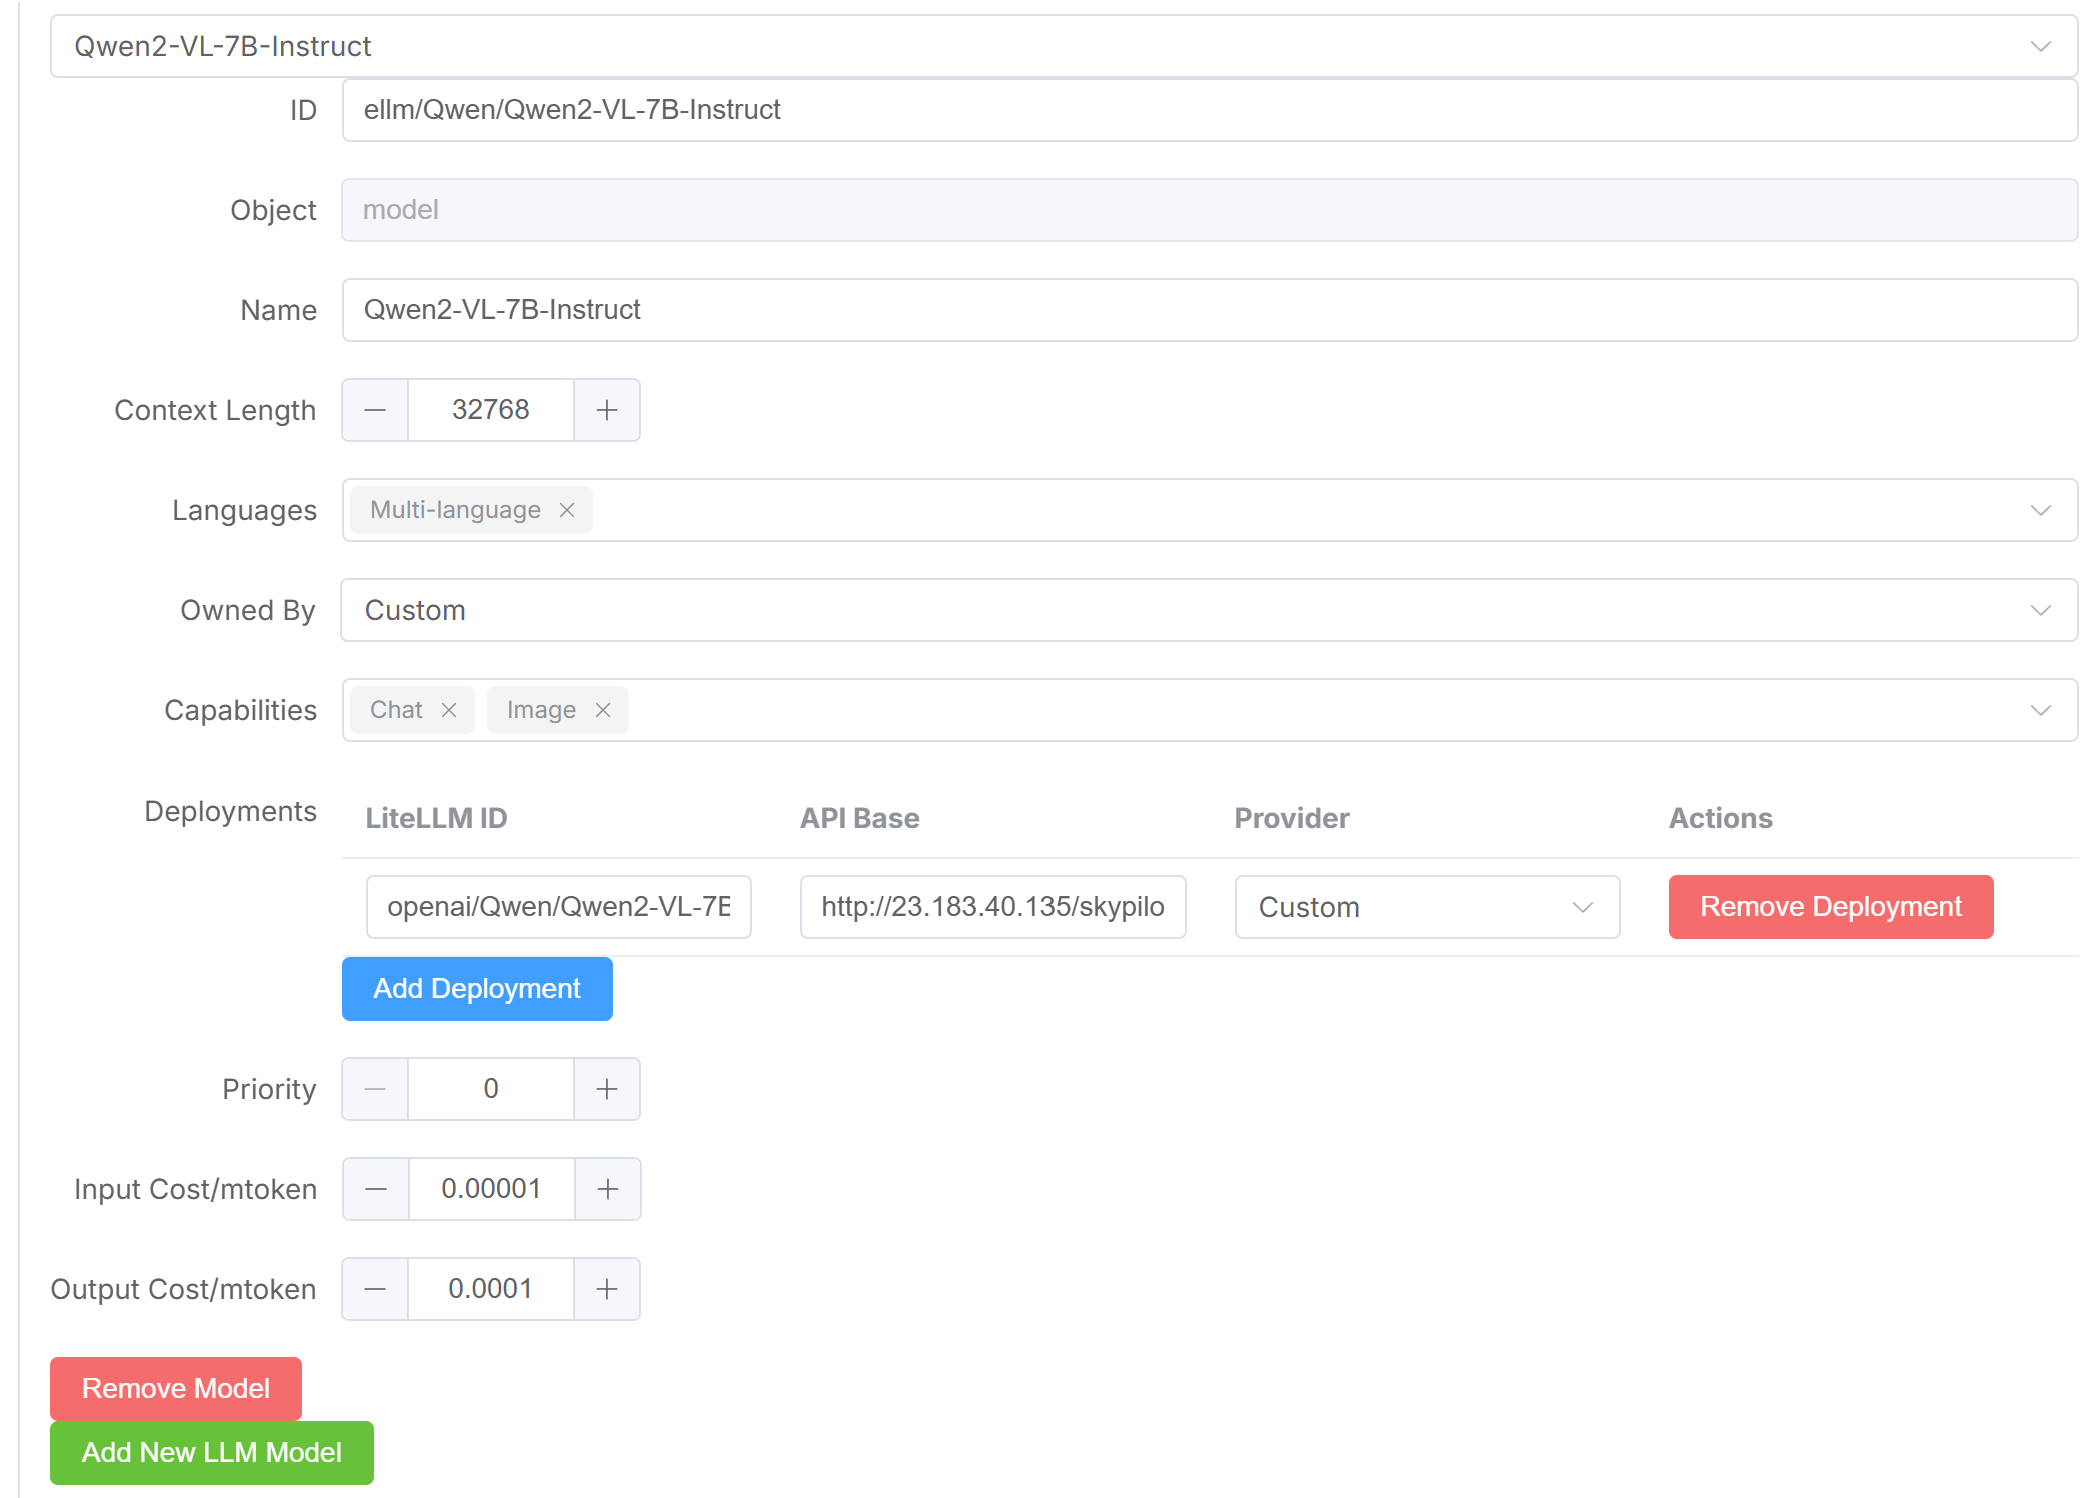 Qwen2-VL-7B-Instruct
ID ellm/Qwen/Qwen2-VL-7B-Instruct
Object model
Name Qwen2-VL-7B-Instruct
Context Length 32768
Languages Multi-language
Owned By Custom
Capabilities Chat Image
Deployments LiteLLM ID API Base Provider Actions
openai/Qwen/Qwen2-VL-7B http://23.183.40.135/skypilo Custom Remove Deployment
Add Deployment
Priority 0
Input Cost/mtoken 0.00001
Output Cost/mtoken 0.0001
Remove Model
Add New LLM Model